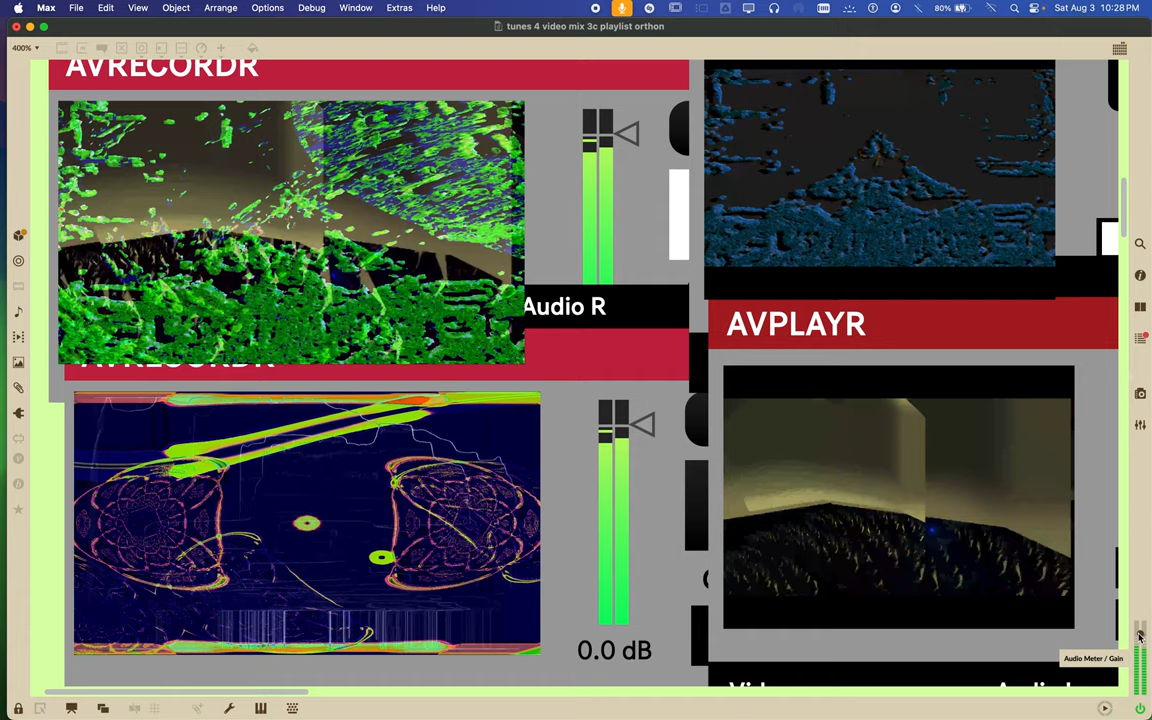 Max File Edit View Object Arrange Options Debug Window Extras Help
80% Sat Aug 3 10:28 PM
tunes 4 video mix 3c playlist orthon
400%
AVRECORDR
Audio R
AVPLAYR
0.0 dB
Audio Meter / Gain